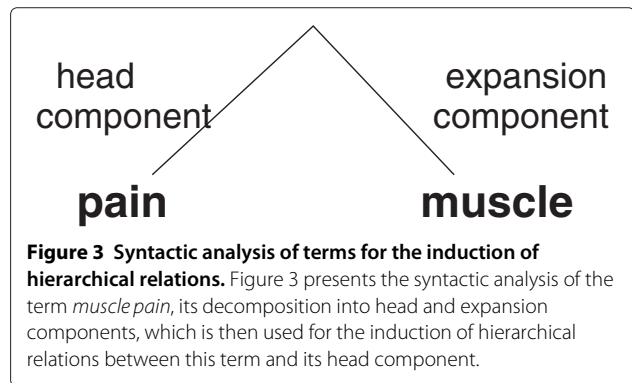 head component
expansion component
pain
muscle
Figure 3 Syntactic analysis of terms for the induction of
hierarchical relations. Figure 3 presents the syntactic analysis of the
term muscle pain, its decomposition into head and expansion
components, which is then used for the induction of hierarchical
relations between this term and its head component.